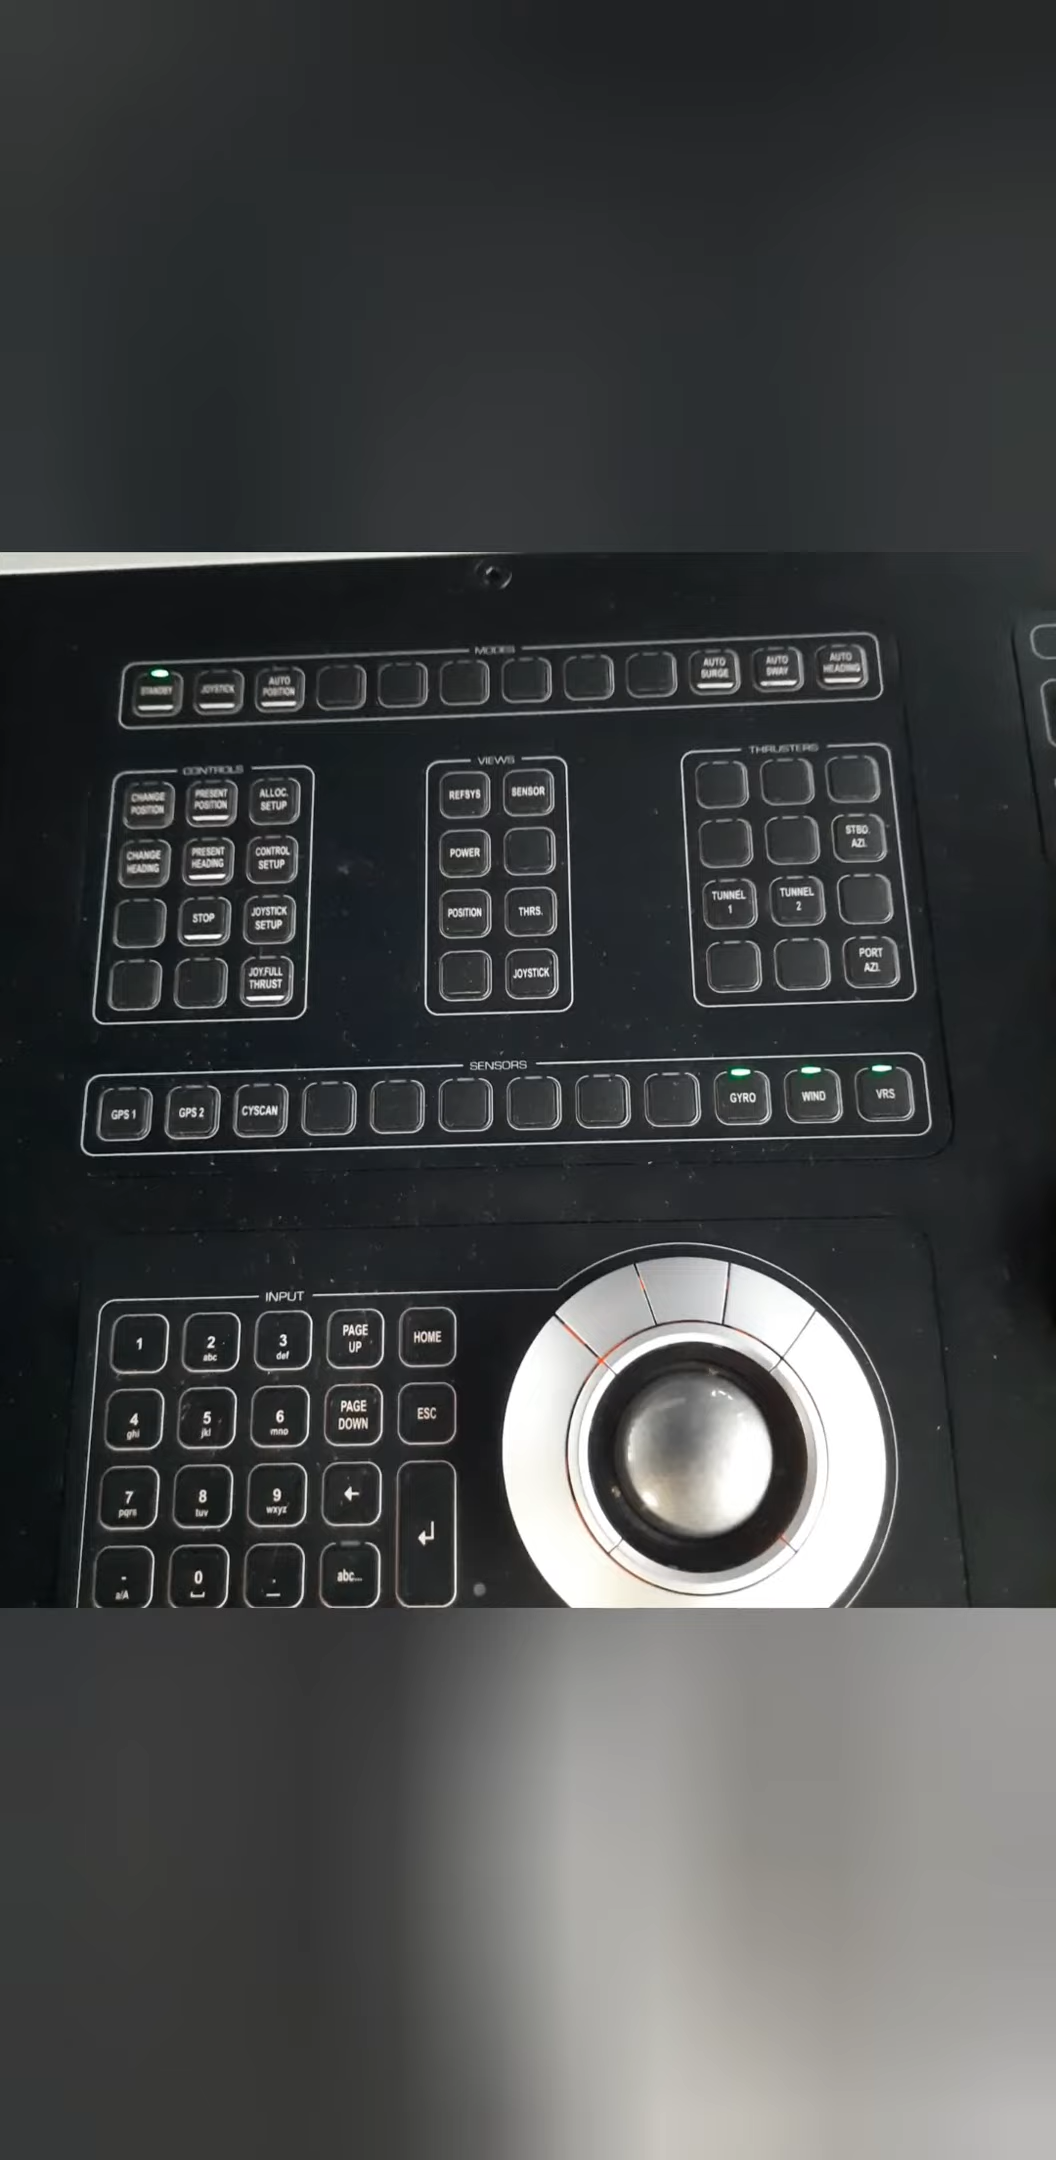 MODES
STANDBY
JOYSTICK
AUTO
POSITION
AUTO
SURGE
AUTO
SWAY
AUTO
HEADING
CONTROLS
CHANGE
POSITION
PRESENT
POSITION
ALLOC.
SETUP
CHANGE
HEADING
PRESENT
HEADING
CONTROL
SETUP
STOP
JOYSTICK
SETUP
JOY.FULL
THRUST
VIEWS
REFSYS
SENSOR
POWER
POSITION
THRS.
JOYSTICK
THRUSTERS
STBD.
AZI.
TUNNEL
1
TUNNEL
2
PORT
AZI.
SENSORS
GPS 1
GPS 2
CYSCAN
GYRO
WIND
VRS
INPUT
1
2
abc
3
def
PAGE
UP
HOME
4
ghi
5
jkl
6
mno
PAGE
DOWN
ESC
7
pqrs
8
tuv
9
wxyz
←
↵
-
a/A
0
.
abc...